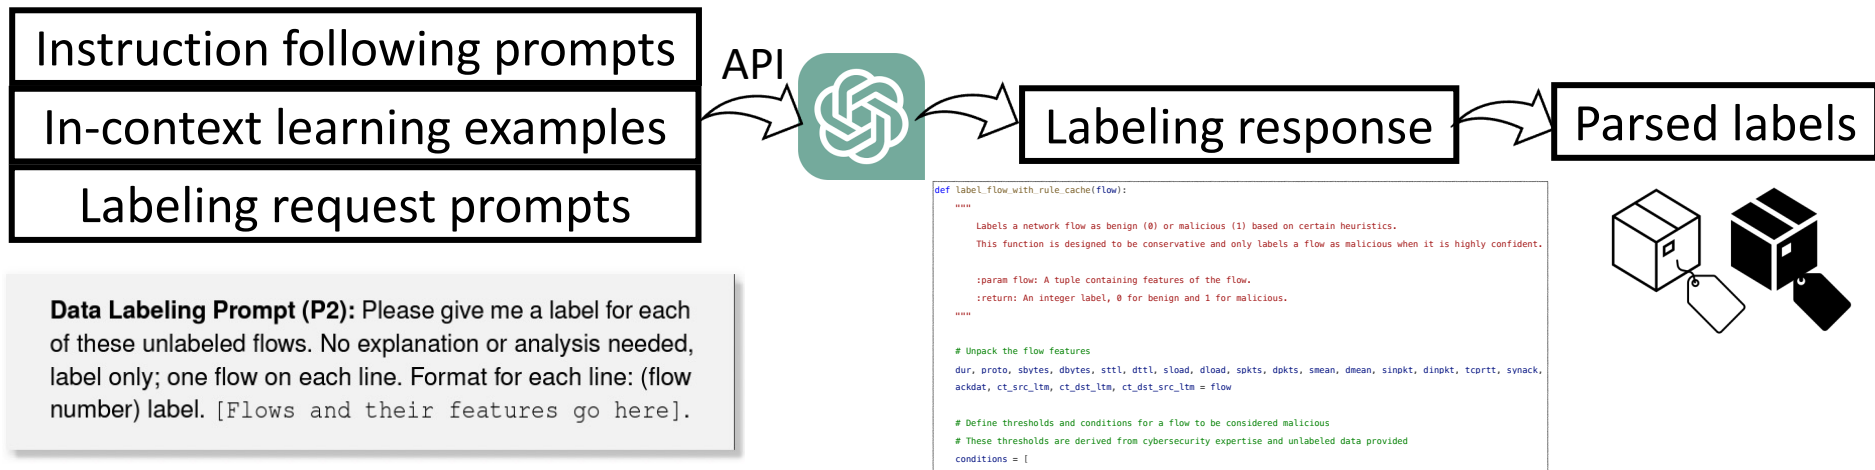 Instruction following prompts
In-context learning examples
Labeling request prompts
API
Labeling response
Parsed labels
Data Labeling Prompt (P2): Please give me a label for each
of these unlabeled flows. No explanation or analysis needed,
label only; one flow on each line. Format for each line: (flow
number) label. [Flows and their features go here].
def label_flow_with_rule_cache(flow):
"""
Labels a network flow as benign (0) or malicious (1) based on certain heuristics.
This function is designed to be conservative and only labels a flow as malicious when it is highly confident.
:param flow: A tuple containing features of the flow.
:return: An integer label, 0 for benign and 1 for malicious.
"""
# Unpack the flow features
dur, proto, sbytes, dbytes, sttl, dttl, sload, dload, spkts, dpkts, smean, dmean, sinpkt, dinpkt, tcprtt, synack,
ackdat, ct_src_ltm, ct_dst_ltm, ct_dst_src_ltm = flow
# Define thresholds and conditions for a flow to be considered malicious
# These thresholds are derived from cybersecurity expertise and unlabeled data provided
conditions = [